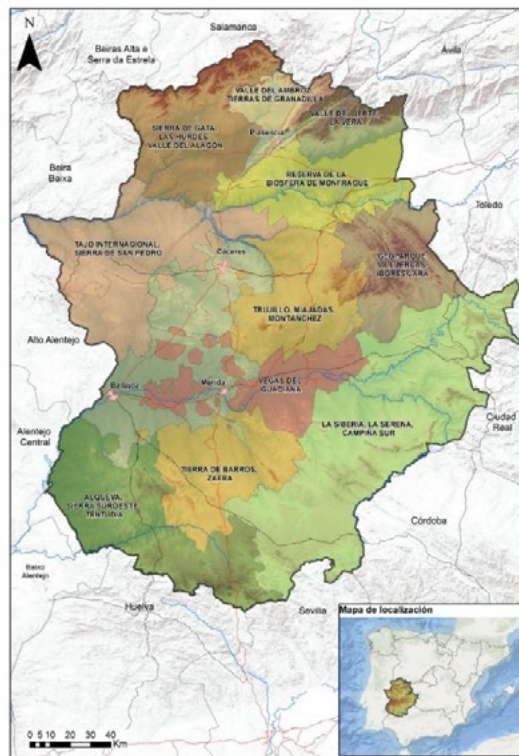 N
Salamanca
Beiras Alta e
Serra da Estrela
Ávila
VALLE DEL AMBROZ,
TIERRAS DE GRANADILLA
VALLE DEL JERTE,
LA VERA
SIERRA DE GATA,
LAS HURDES,
VALLE DEL ALAGÓN
Plasencia
Beira
Baixa
RESERVA DE LA
BIOSFERA DE MONFRAGÜE
Toledo
TAJO INTERNACIONAL,
SIERRA DE SAN PEDRO
Cáceres
GEOPARQUE
VILLUERCAS,
IBORES, JARA
TRUJILLO, MIAJADAS,
MONTÁNCHEZ
Alto Alentejo
Badajoz
Mérida
VEGAS DEL
GUADIANA
Ciudad
Real
LA SIBERIA, LA SERENA,
CAMPIÑA SUR
Alentejo
Central
TIERRA DE BARROS,
ZAFRA
ALQUEVA,
SIERRA SUROESTE,
TENTUDÍA
Córdoba
Baixo
Alentejo
Huelva
Sevilla
Mapa de localización
0 5 10 20 30 40
Km